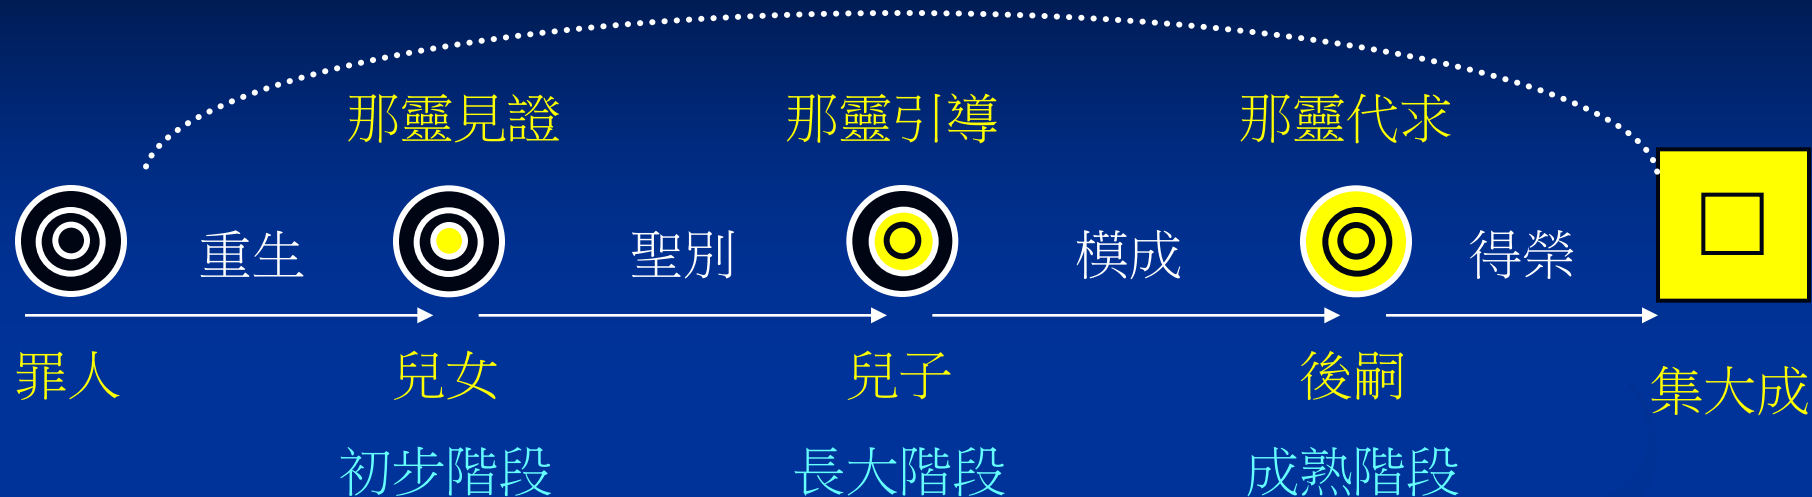 那靈見證 那靈引導 那靈代求
重生 聖別 模成 得榮
罪人 兒女 兒子 後嗣 集大成
初步階段 長大階段 成熟階段